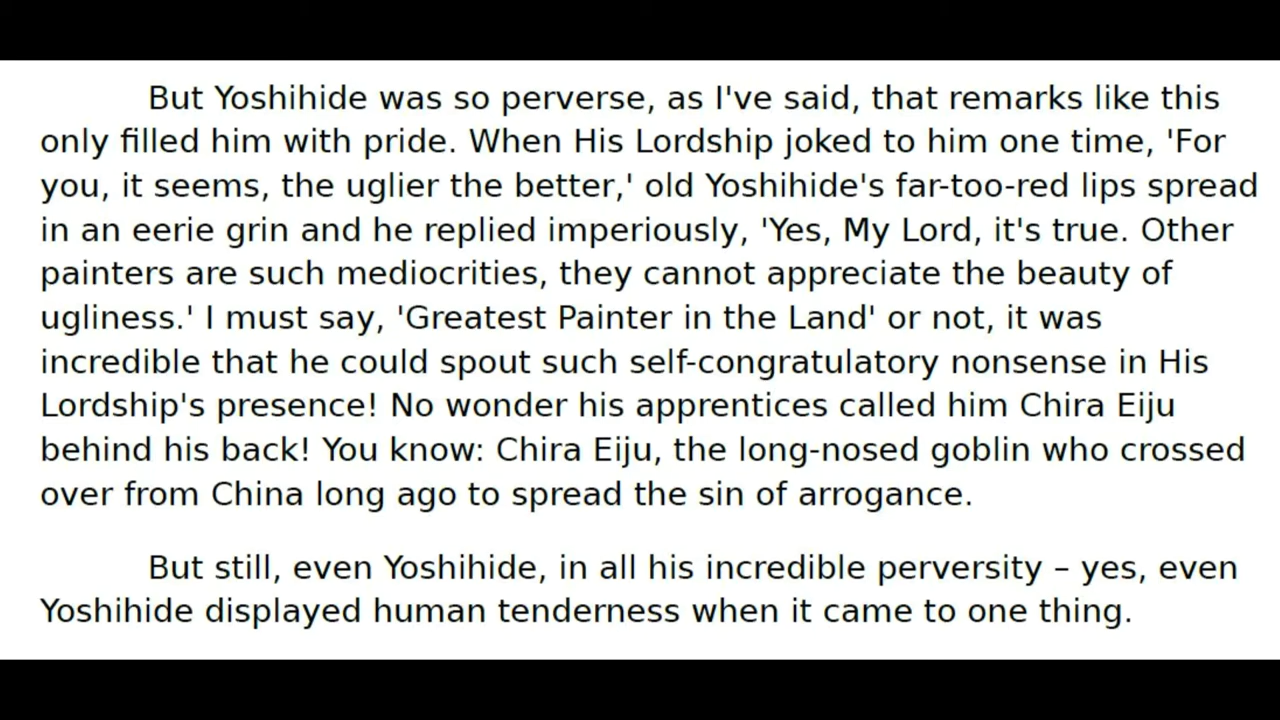 But Yoshihide was so perverse, as I've said, that remarks like this
only filled him with pride. When His Lordship joked to him one time, 'For
you, it seems, the uglier the better,' old Yoshihide's far-too-red lips spread
in an eerie grin and he replied imperiously, 'Yes, My Lord, it's true. Other
painters are such mediocrities, they cannot appreciate the beauty of
ugliness.' I must say, 'Greatest Painter in the Land' or not, it was
incredible that he could spout such self-congratulatory nonsense in His
Lordship's presence! No wonder his apprentices called him Chira Eiju
behind his back! You know: Chira Eiju, the long-nosed goblin who crossed
over from China long ago to spread the sin of arrogance.
But still, even Yoshihide, in all his incredible perversity – yes, even
Yoshihide displayed human tenderness when it came to one thing.